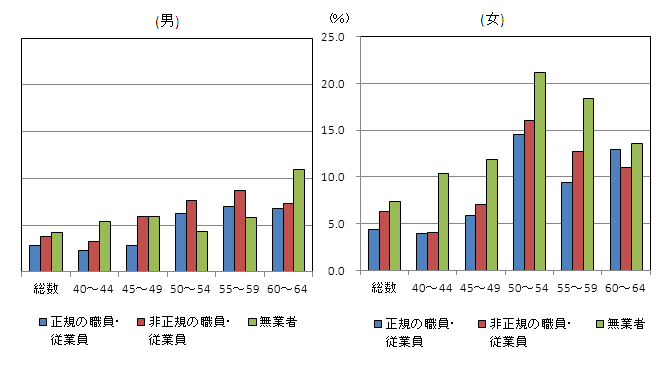 (男)
(%)
(女)
25.0
20.0
15.0
10.0
5.0
0.0
総数 40～44 45～49 50～54 55～59 60～64
総数 40～44 45～49 50～54 55～59 60～64
正規の職員・従業員 非正規の職員・従業員 無業者
正規の職員・従業員 非正規の職員・従業員 無業者